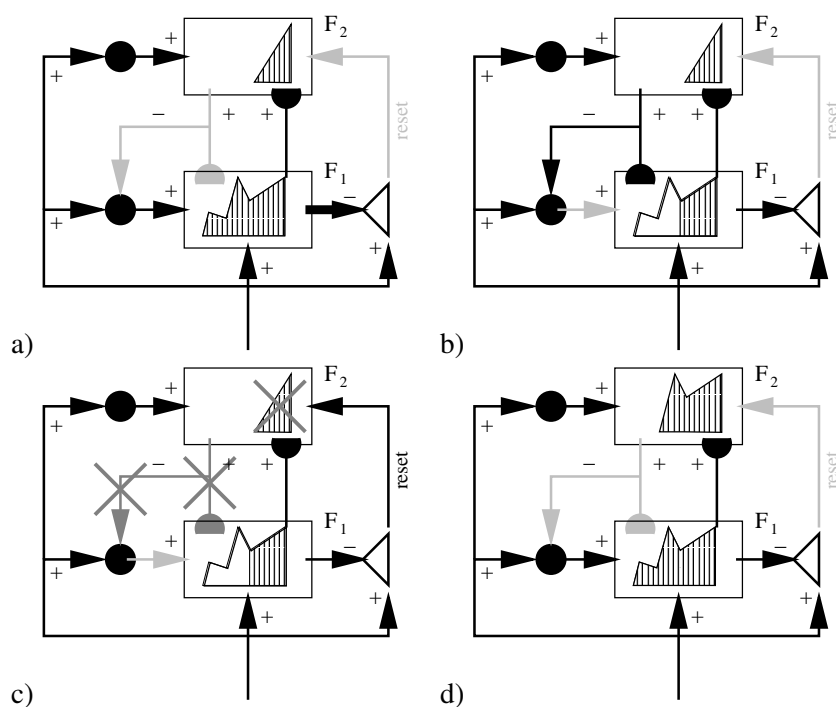 + + F₂
− + +
reset
+ + F₁ −
+ +
a)
+ + F₂
− + +
reset
+ + F₁ −
+ +
b)
+ + F₂
− + +
reset
+ + F₁ −
+ +
c)
+ + F₂
− + +
reset
+ + F₁ −
+ +
d)